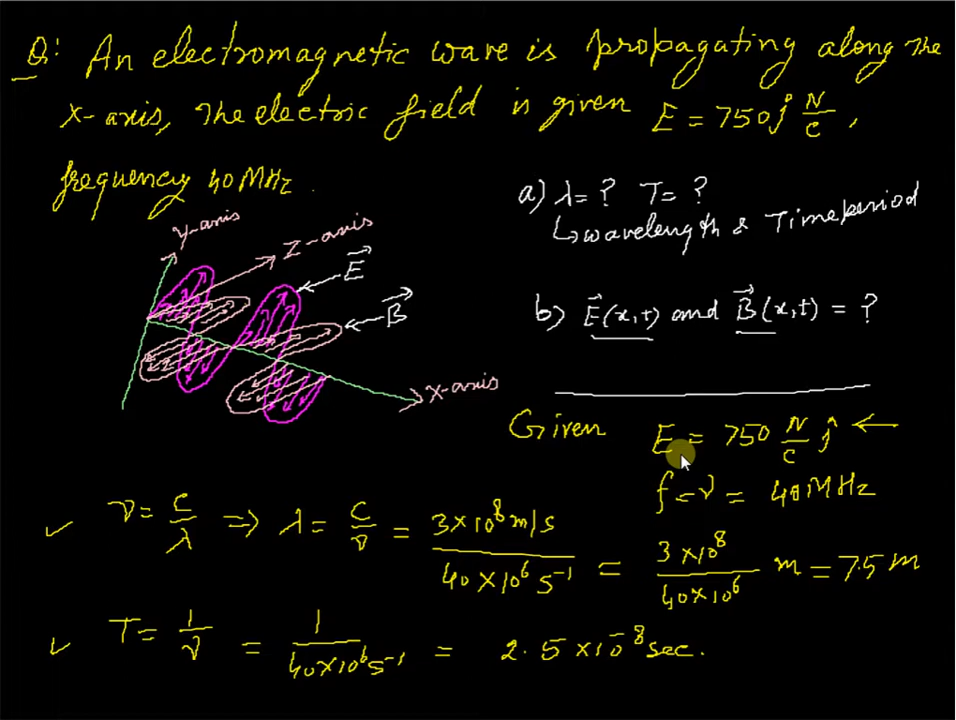 Q: An electromagnetic wave is propagating along the
x-axis, The electric field is given E = 750 ĵ N/C ,
frequency 40 MHz .
a) λ = ? T = ?
↳ wavelength & Time period
y-axis
z-axis
E⃗
B⃗
x-axis
b) E⃗(x,t) and B⃗(x,t) = ?
Given E = 750 N/C ĵ ←
f = ν = 40 MHz
✓ ν = c/λ ⇒ λ = c/ν = 3×10⁸ m/s / 40×10⁶ s⁻¹ = 3×10⁸ / 40×10⁶ m = 7.5 m
✓ T = 1/ν = 1 / 40×10⁶ s⁻¹ = 2.5×10⁻⁸ sec.